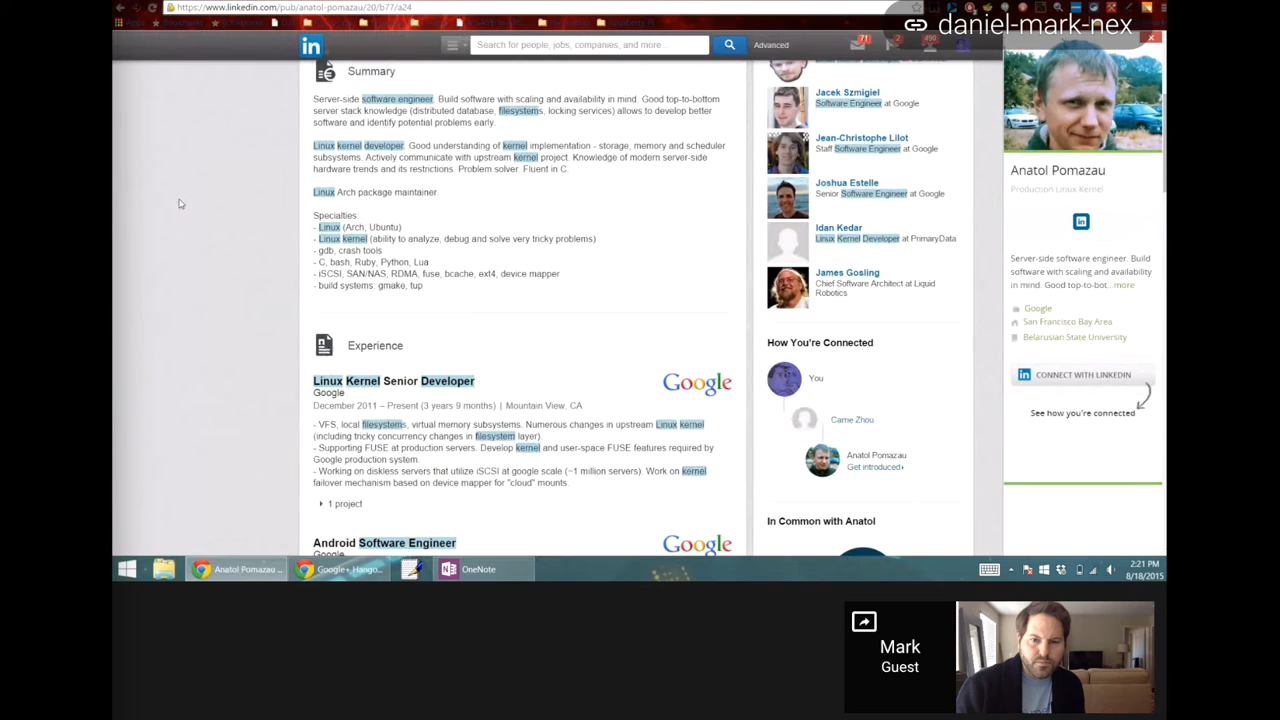 https://www.linkedin.com/pub/anatol-pomazau/20/b77/a24
daniel-mark-nex
Apps
Bookmarks
in
Search for people, jobs, companies, and more...
Advanced
71
2
Summary
Server-side software engineer. Build software with scaling and availability in mind. Good top-to-bottom
server stack knowledge (distributed database, filesystems, locking services) allows to develop better
software and identify potential problems early.
Linux kernel developer. Good understanding of kernel implementation - storage, memory and scheduler
subsystems. Actively communicate with upstream kernel project. Knowledge of modern server-side
hardware trends and its restrictions. Problem solver. Fluent in C.
Linux Arch package maintainer.
Specialties:
- Linux (Arch, Ubuntu)
- Linux kernel (ability to analyze, debug and solve very tricky problems)
- gdb, crash tools
- C, bash, Ruby, Python, Lua
- iSCSI, SAN/NAS, RDMA, fuse, bcache, ext4, device mapper
- build systems: gmake, tup
Experience
Linux Kernel Senior Developer
Google
Google
December 2011 – Present (3 years 9 months) | Mountain View, CA
- VFS, local filesystems, virtual memory subsystems. Numerous changes in upstream Linux kernel
(including tricky concurrency changes in filesystem layer).
- Supporting FUSE at production servers. Develop kernel and user-space FUSE features required by
Google production system.
- Working on diskless servers that utilize iSCSI at google scale (~1 million servers). Work on kernel
failover mechanism based on device mapper for "cloud" mounts.
1 project
Android Software Engineer
Google
Google
Jacek Szmigiel
Software Engineer at Google
Jean-Christophe Lilot
Staff Software Engineer at Google
Joshua Estelle
Senior Software Engineer at Google
Idan Kedar
Linux Kernel Developer at PrimaryData
James Gosling
Chief Software Architect at Liquid
Robotics
How You're Connected
You
Came Zhou
Anatol Pomazau
Get introduced
In Common with Anatol
Anatol Pomazau
Production Linux Kernel
in
Server-side software engineer. Build
software with scaling and availability
in mind. Good top-to-bot...more
Google
San Francisco Bay Area
Belarusian State University
in CONNECT WITH LINKEDIN
See how you're connected
Anatol Pomazau ...
Google+ Hango...
OneNote
2:21 PM
8/18/2015
Mark
Guest